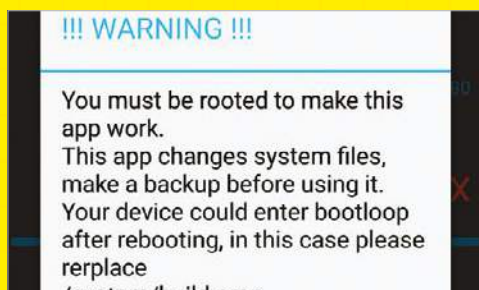 !!! WARNING !!!
80
You must be rooted to make this
app work.
This app changes system files,
make a backup before using it.
X
Your device could enter bootloop
after rebooting, in this case please
rerplace